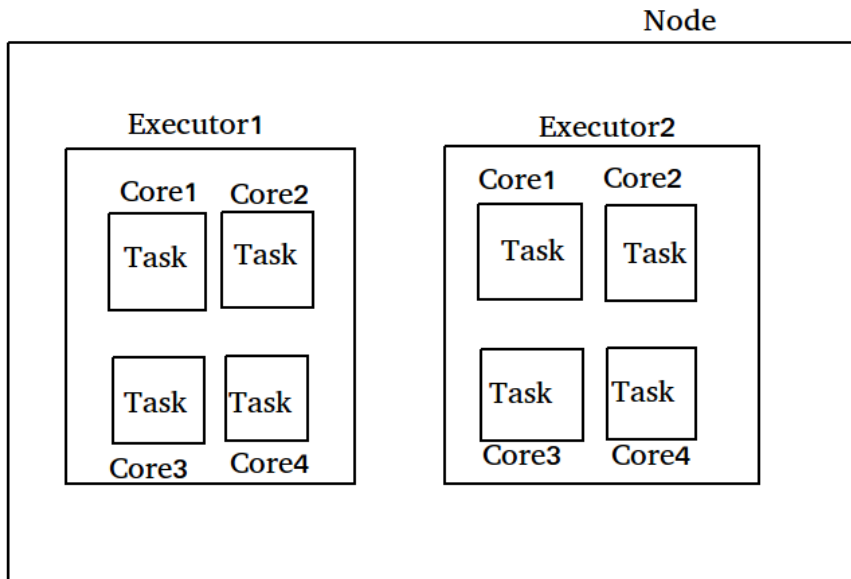 Node
Executor1
Executor2
Core1 Core2
Task Task
Task Task
Core3 Core4
Core1 Core2
Task Task
Task Task
Core3 Core4